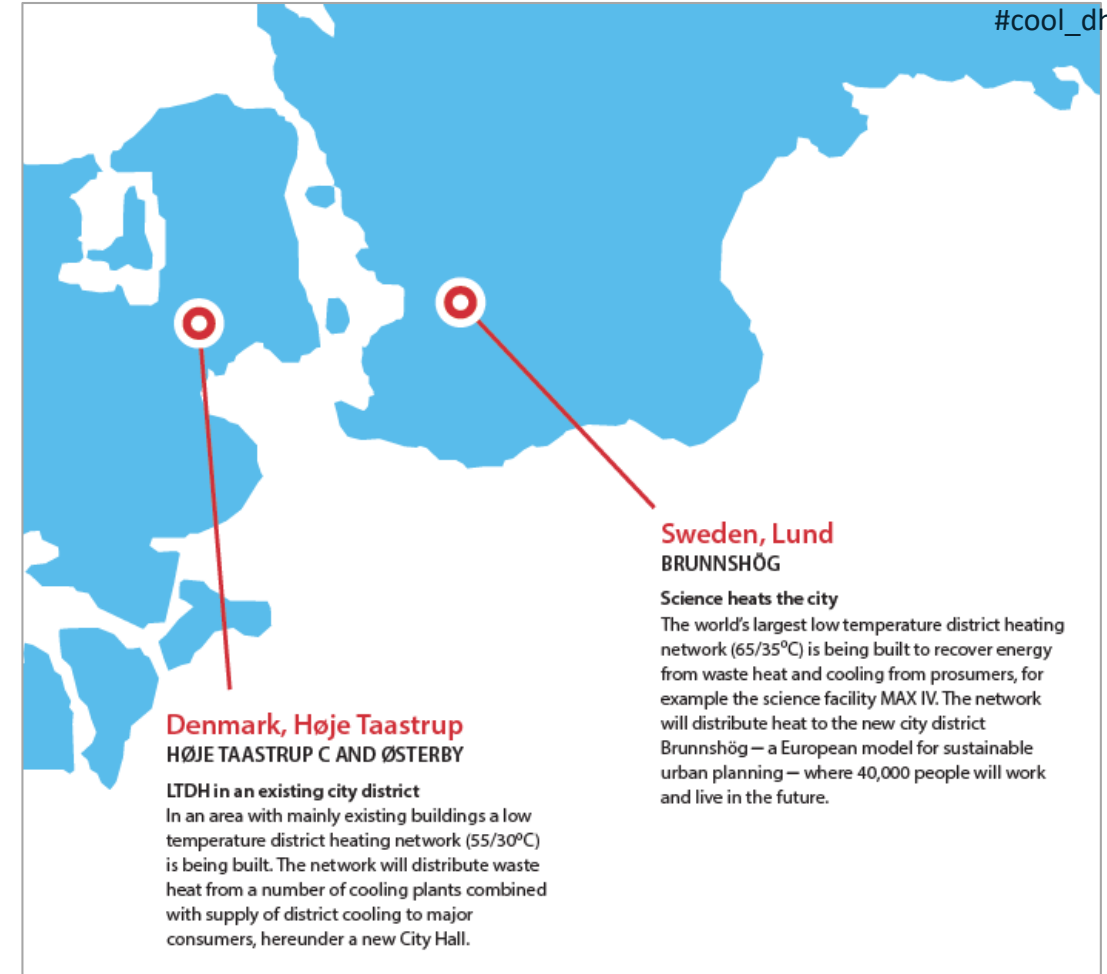 #cool_dh
Sweden, Lund
BRUNNSHÖG
Science heats the city
The world's largest low temperature district heating
network (65/35⁰C) is being built to recover energy
from waste heat and cooling from prosumers, for
example the science facility MAX IV. The network
will distribute heat to the new city district
Brunnshög – a European model for sustainable
urban planning – where 40,000 people will work
and live in the future.
Denmark, Høje Taastrup
HØJE TAASTRUP C AND ØSTERBY
LTDH in an existing city district
In an area with mainly existing buildings a low
temperature district heating network (55/30⁰C)
is being built. The network will distribute waste
heat from a number of cooling plants combined
with supply of district cooling to major
consumers, hereunder a new City Hall.